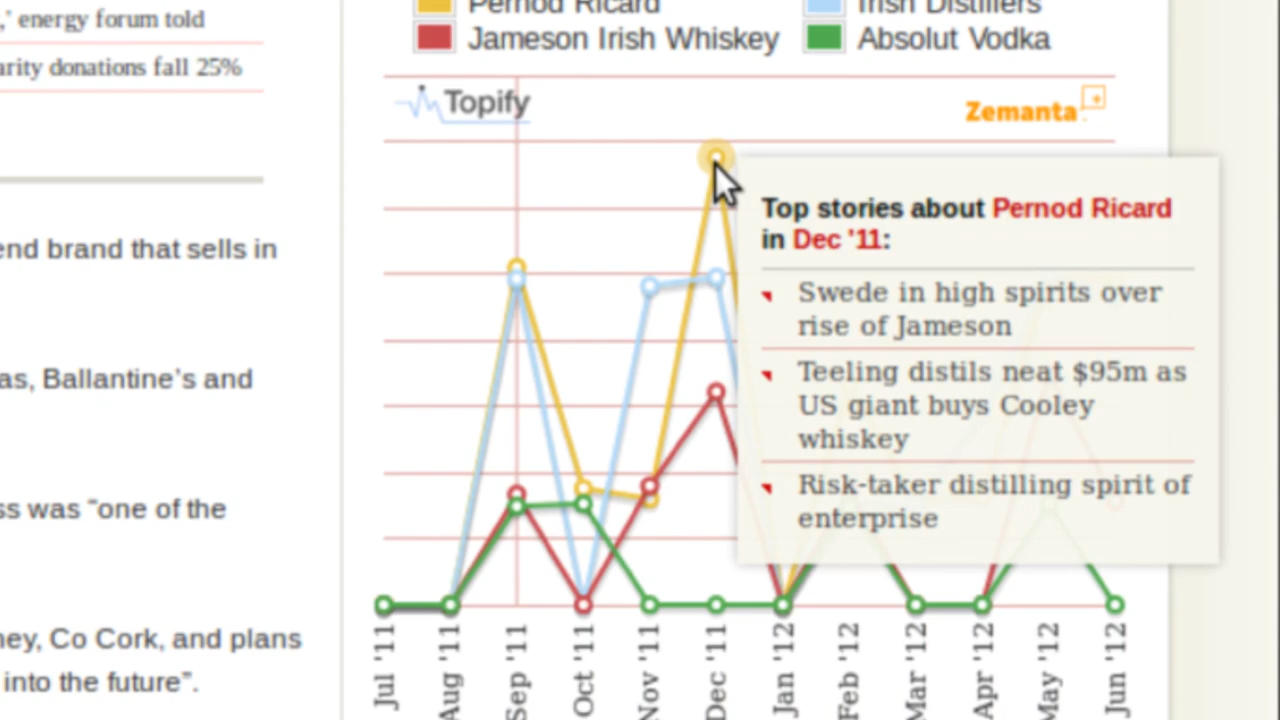 ,' energy forum told
arity donations fall 25%
end brand that sells in
as, Ballantine's and
ss was "one of the
ney, Co Cork, and plans
into the future".
Pernod Ricard
Irish Distillers
Jameson Irish Whiskey
Absolut Vodka
Topify
Zemanta
Top stories about Pernod Ricard
in Dec '11:
Swede in high spirits over
rise of Jameson
Teeling distils neat $95m as
US giant buys Cooley
whiskey
Risk-taker distilling spirit of
enterprise
Jul '11
Aug '11
Sep '11
Oct '11
Nov '11
Dec '11
Jan '12
Feb '12
Mar '12
Apr '12
May '12
Jun '12